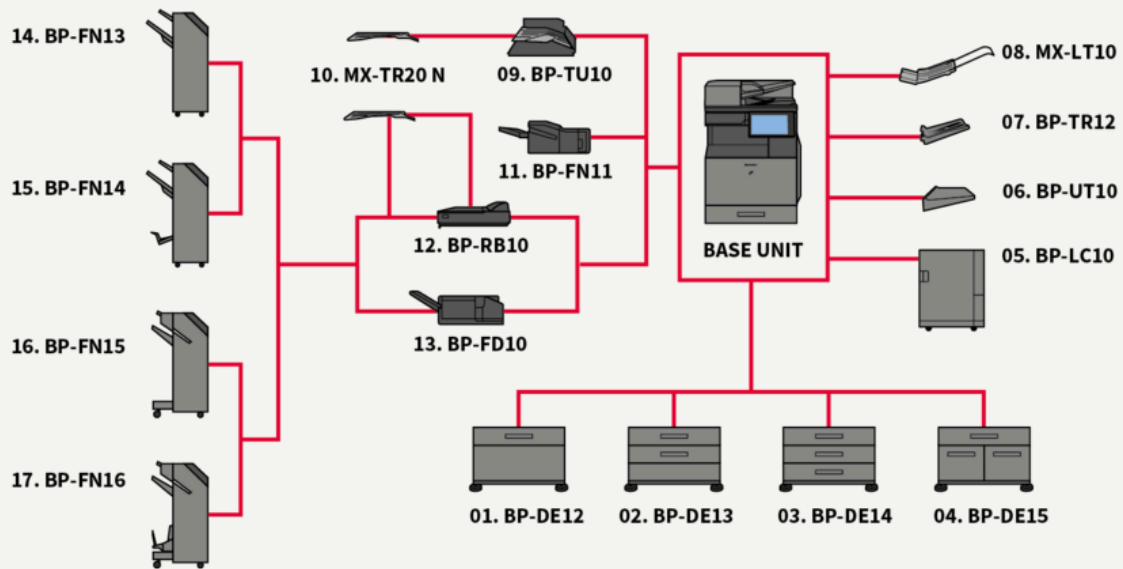 14. BP-FN13
10. MX-TR20 N
09. BP-TU10
08. MX-LT10
07. BP-TR12
11. BP-FN11
15. BP-FN14
06. BP-UT10
12. BP-RB10
BASE UNIT
05. BP-LC10
16. BP-FN15
13. BP-FD10
17. BP-FN16
01. BP-DE12
02. BP-DE13
03. BP-DE14
04. BP-DE15